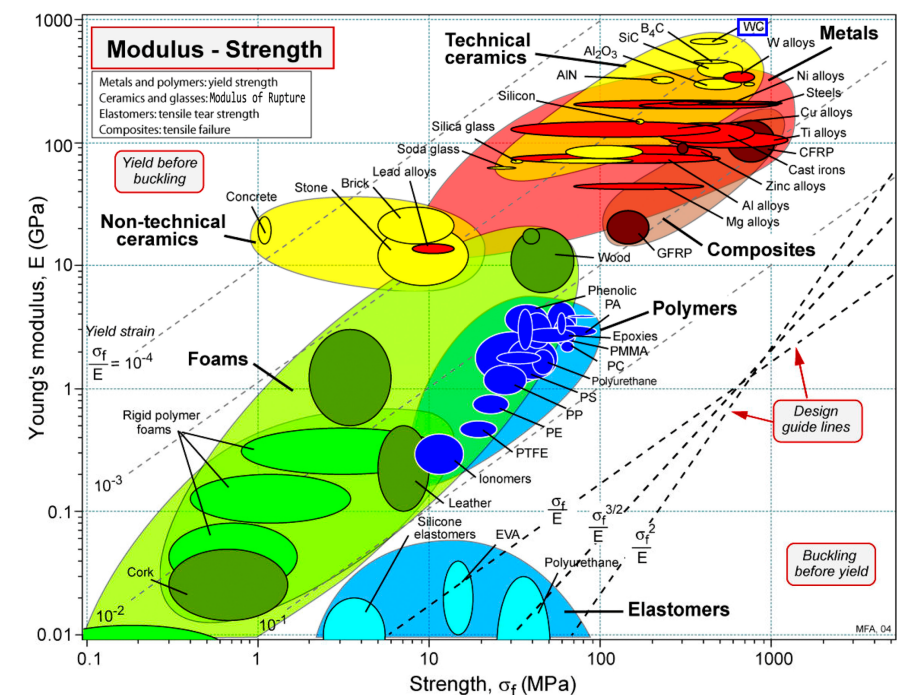 Modulus - Strength
Metals and polymers: yield strength
Ceramics and glasses: Modulus of Rupture
Elastomers: tensile tear strength
Composites: tensile failure
1000
100
10
1
0.1
0.01
Young's modulus, E (GPa)
0.1
1
10
100
1000
Strength, σf (MPa)
Yield before
buckling
Technical
ceramics
B4C
WC
SiC
Al2O3
AlN
Silicon
Silica glass
Soda glass
W alloys
Metals
Ni alloys
Steels
Cu alloys
Ti alloys
CFRP
Cast irons
Zinc alloys
Al alloys
Mg alloys
Composites
GFRP
Lead alloys
Brick
Stone
Concrete
Non-technical
ceramics
Wood
Phenolic
PA
Polymers
Epoxies
PMMA
PC
Polyurethane
PS
PP
PE
PTFE
Ionomers
Leather
Yield strain
σf
E
= 10-4
Foams
Rigid polymer
foams
10-3
Cork
10-2
10-1
Silicone
elastomers
EVA
Polyurethane
Elastomers
σf
E
σf3/2
E
σf2
E
Design
guide lines
Buckling
before yield
MFA, 04